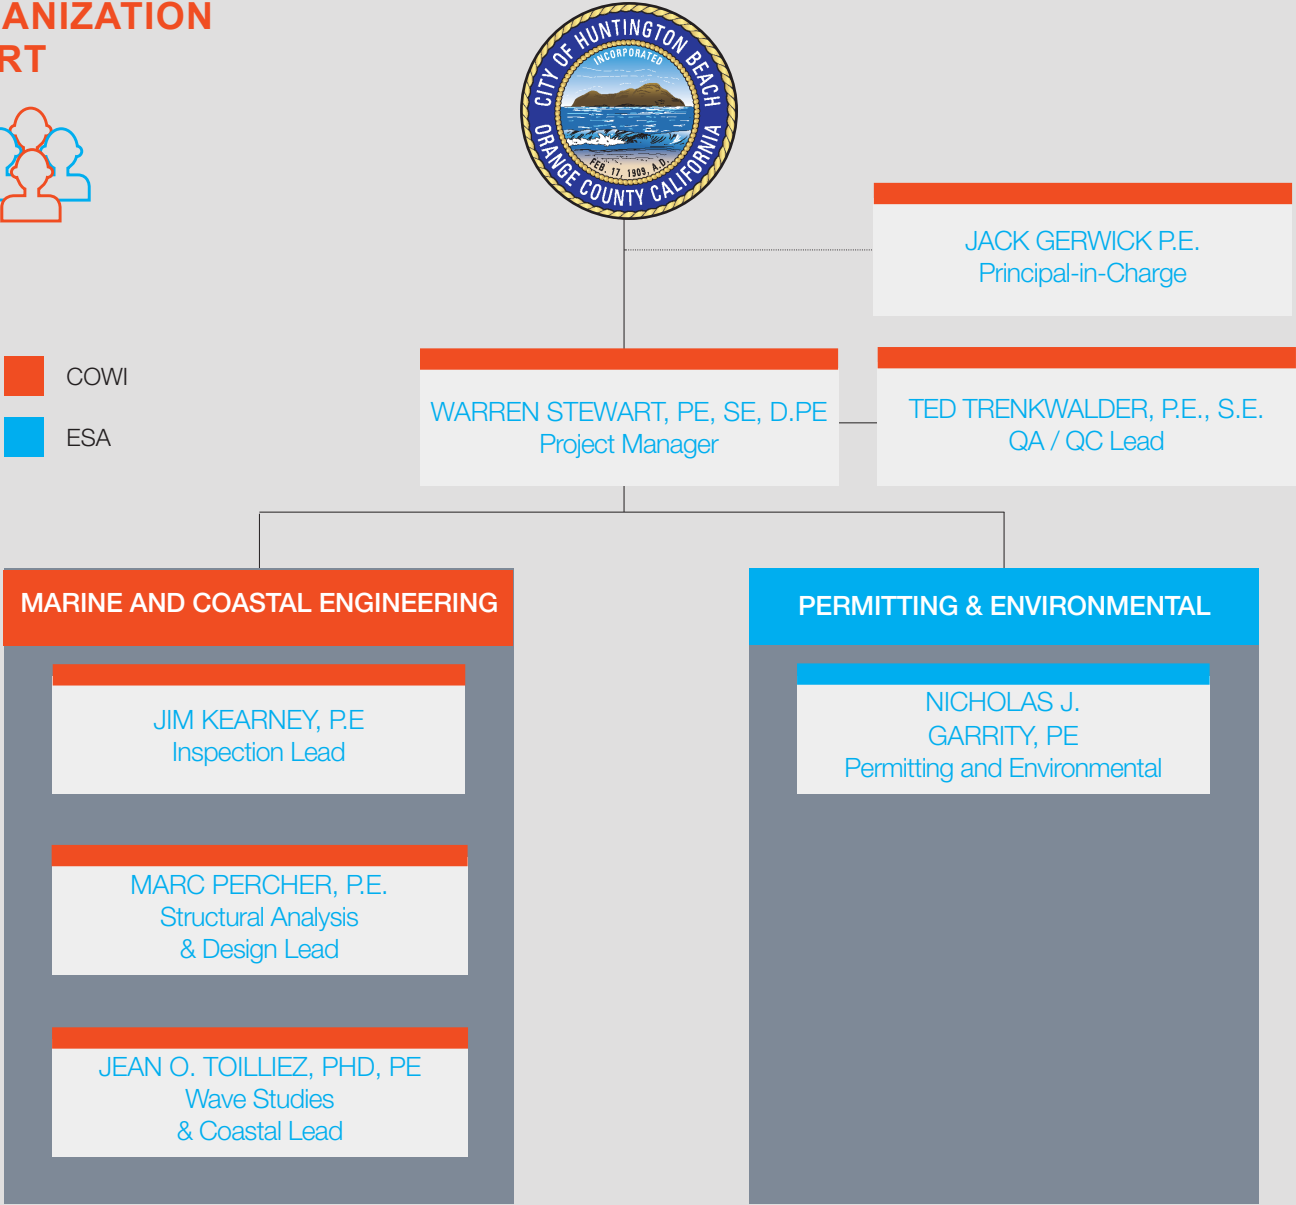 ANIZATION
RT
CITY OF HUNTINGTON BEACH
INCORPORATED
FEB. 17, 1909, A.D.
ORANGE COUNTY CALIFORNIA
JACK GERWICK P.E.
Principal-in-Charge
COWI
ESA
WARREN STEWART, PE, SE, D.PE
Project Manager
TED TRENKWALDER, P.E., S.E.
QA / QC Lead
MARINE AND COASTAL ENGINEERING
JIM KEARNEY, P.E
Inspection Lead
MARC PERCHER, P.E.
Structural Analysis
& Design Lead
JEAN O. TOILLIEZ, PHD, PE
Wave Studies
& Coastal Lead
PERMITTING & ENVIRONMENTAL
NICHOLAS J.
GARRITY, PE
Permitting and Environmental